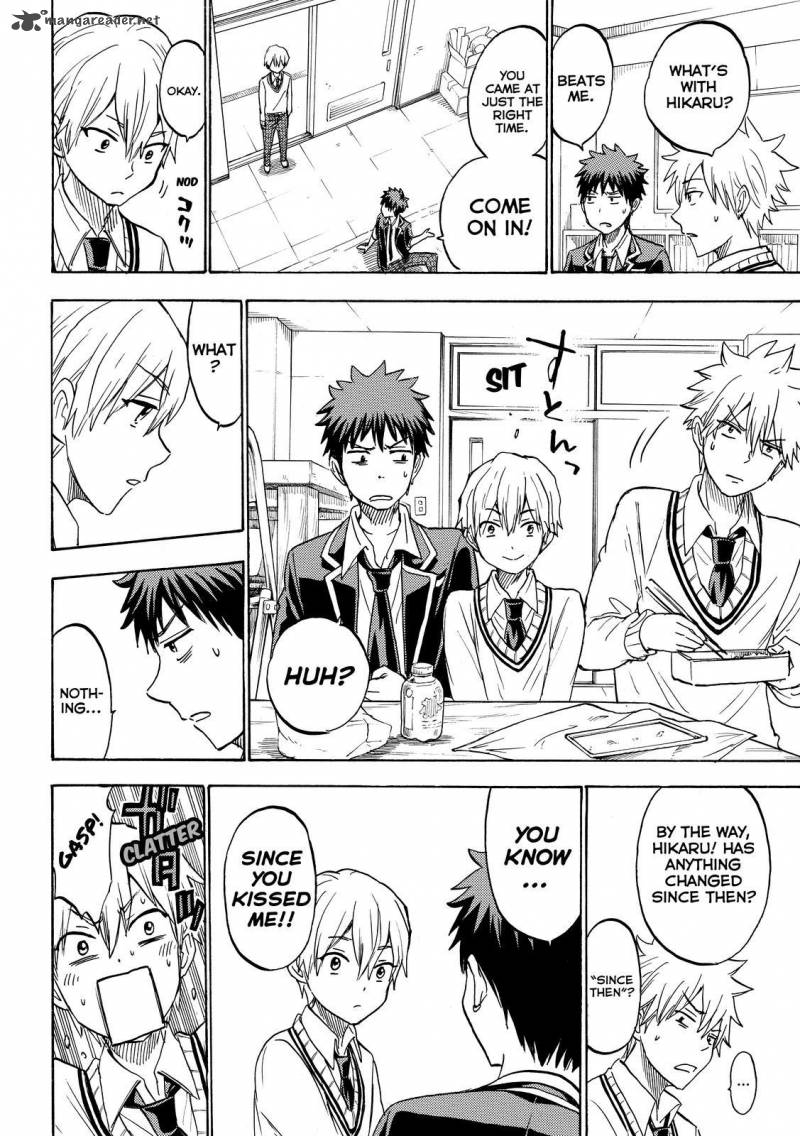 mangareader.net
WHAT'S
WITH
HIKARU?
BEATS
ME.
YOU
CAME AT
JUST THE
RIGHT
TIME.
COME
ON IN!
OKAY.
NOD
コクッ
SIT
すとんっ
HUH?
WHAT
?
NOTH-
ING...
BY THE WAY,
HIKARU! HAS
ANYTHING
CHANGED
SINCE THEN?
"SINCE
THEN"?
...
YOU
KNOW
...
SINCE
YOU
KISSED
ME!!
CLATTER
ガタ
GASP!